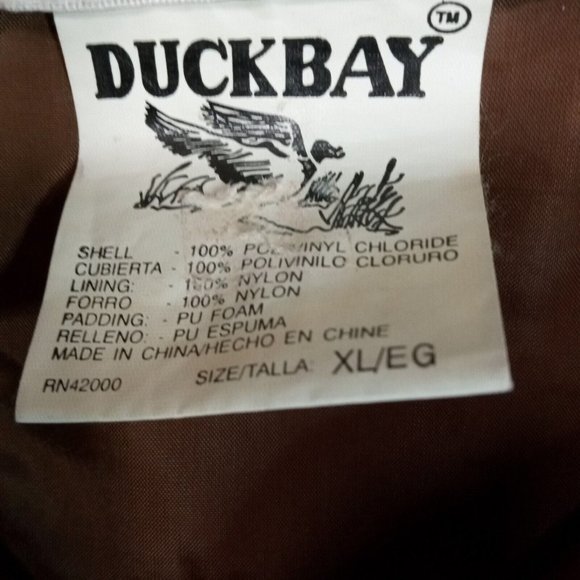 DUCKBAY TM
SHELL - 100% POLYVINYL CHLORIDE
CUBIERTA - 100% POLIVINILO CLORURO
LINING: - 100% NYLON
FORRO - 100% NYLON
PADDING: - PU FOAM
RELLENO: - PU ESPUMA
MADE IN CHINA/HECHO EN CHINE
RN42000 SIZE/TALLA: XL/EG